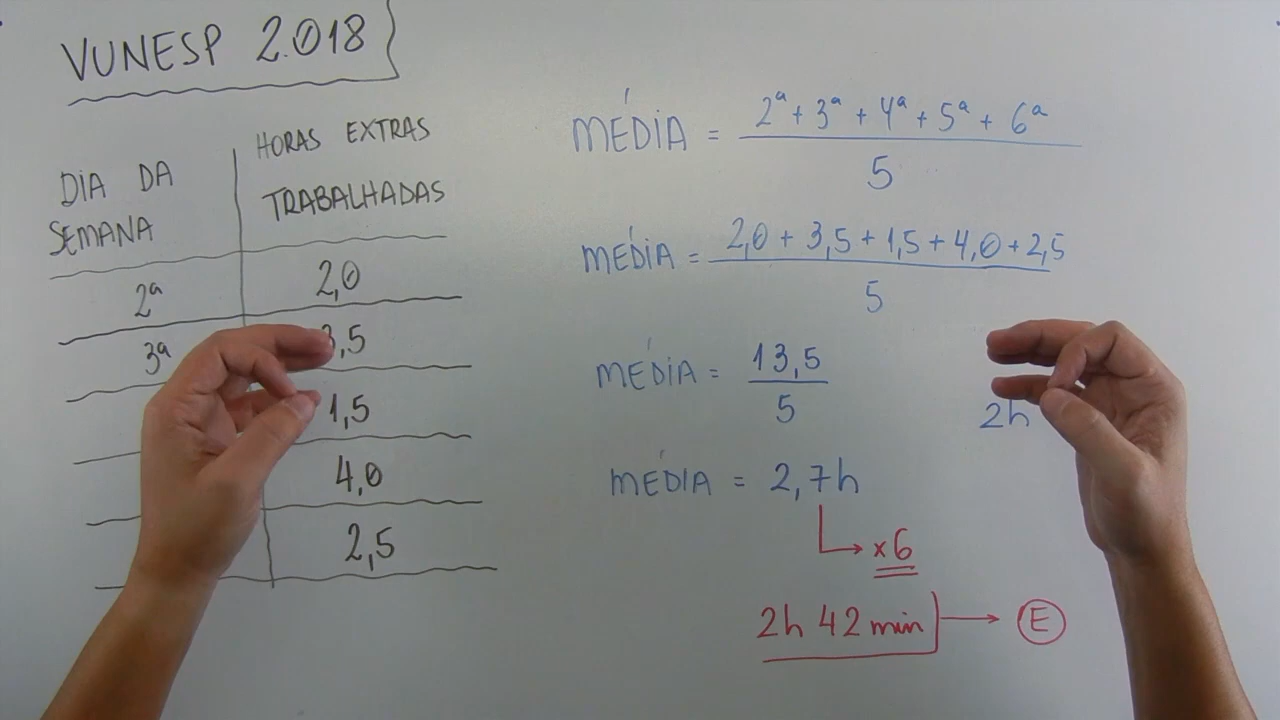 VUNESP 2.018
DIA DA
SEMANA
HORAS EXTRAS
TRABALHADAS
2ª 2,0
3ª 3,5
1,5
4,0
2,5
MÉDIA = 2ª + 3ª + 4ª + 5ª + 6ª
5
MÉDIA = 2,0 + 3,5 + 1,5 + 4,0 + 2,5
5
MÉDIA = 13,5
5
2h
MÉDIA = 2,7h
→ x6
2h 42 min → E